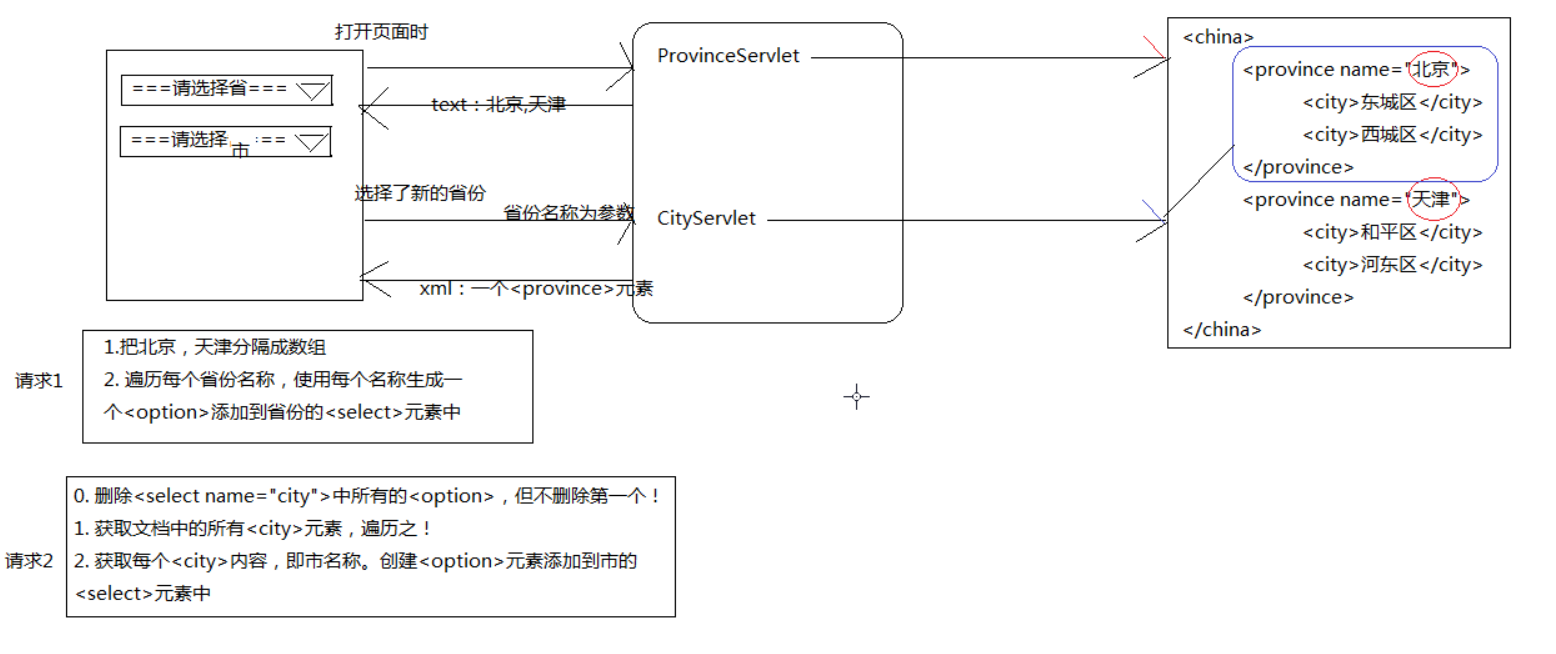 打开页面时
===请选择省===
text：北京,天津
===请选择市 :==
选择了新的省份
省份名称为参数
xml：一个<province>元素
ProvinceServlet
CityServlet
<china>
<province name="北京">
<city>东城区</city>
<city>西城区</city>
</province>
<province name="天津">
<city>和平区</city>
<city>河东区</city>
</province>
</china>
请求1
1.把北京，天津分隔成数组
2. 遍历每个省份名称，使用每个名称生成一
个<option>添加到省份的<select>元素中
请求2
0. 删除<select name="city">中所有的<option>，但不删除第一个！
1. 获取文档中的所有<city>元素，遍历之！
2. 获取每个<city>内容，即市名称。创建<option>元素添加到市的
<select>元素中